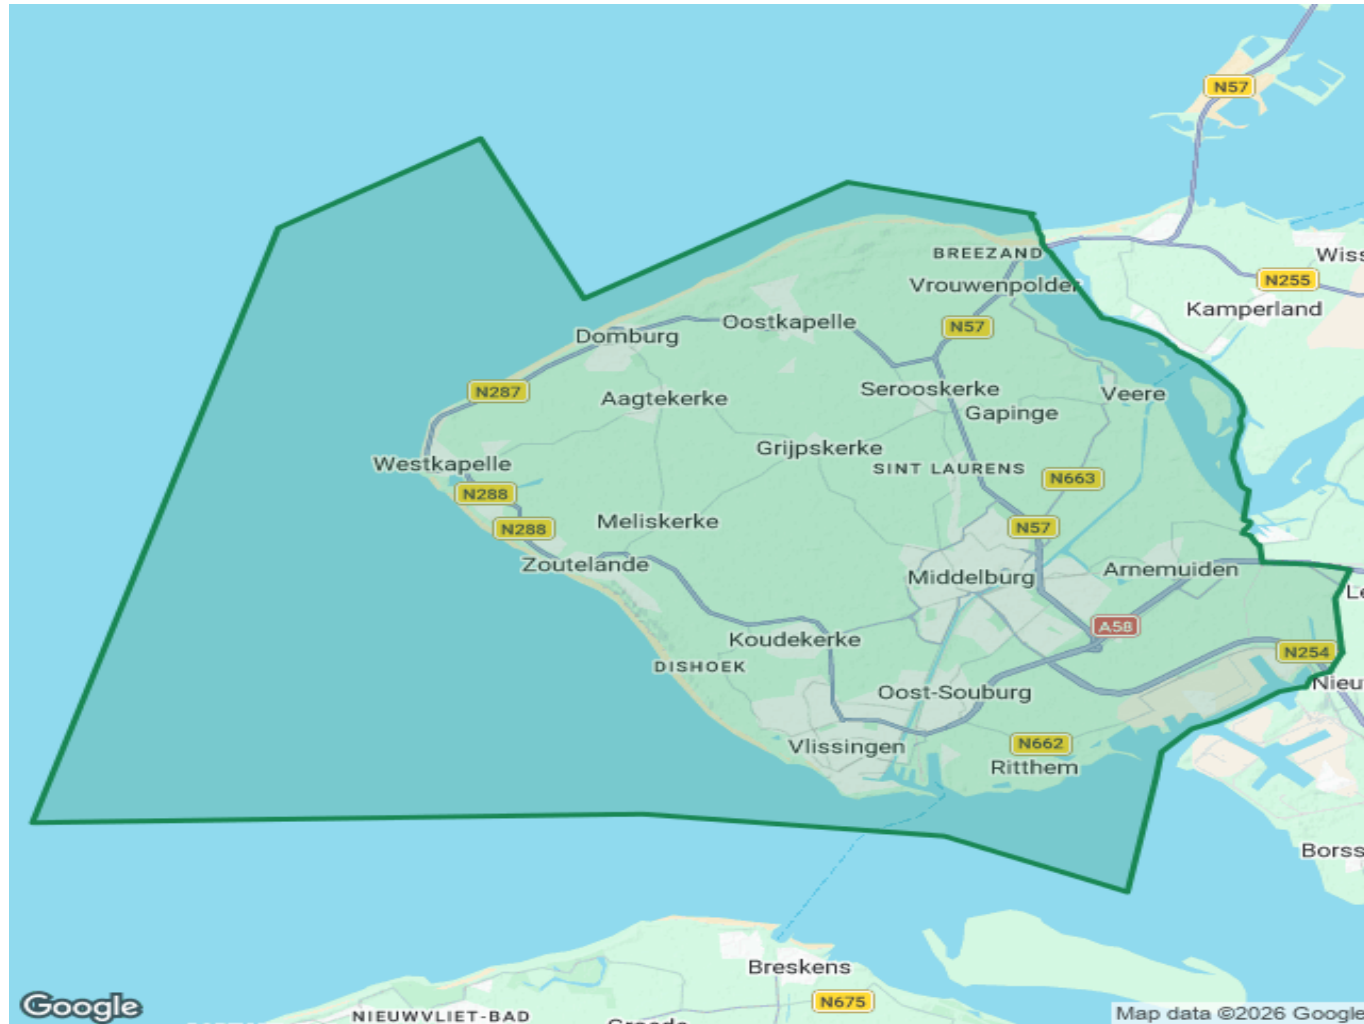 N57
BREEZAND
Wiss
N255
Vrouwenpolder
Kamperland
Oostkapelle
N57
Domburg
N287
Aagtekerke
Serooskerke
Veere
Gapinge
Grijpskerke
Westkapelle
SINT LAURENS
N663
N288
N288
Meliskerke
N57
Zoutelande
Middelburg
Arnemuiden
Le
A58
Koudekerke
N254
DISHOEK
Nieu
Oost-Souburg
Vlissingen
N662
Ritthem
Borss
Breskens
N675
Google
NIEUWVLIET-BAD
Map data ©2026 Google